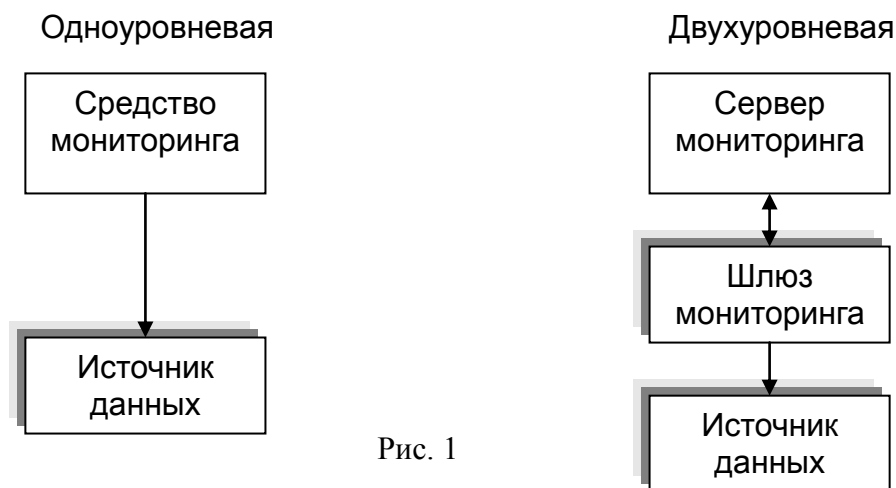 Одноуровневая
Средство
мониторинга
Источник
данных
Рис. 1
Двухуровневая
Сервер
мониторинга
Шлюз
мониторинга
Источник
данных